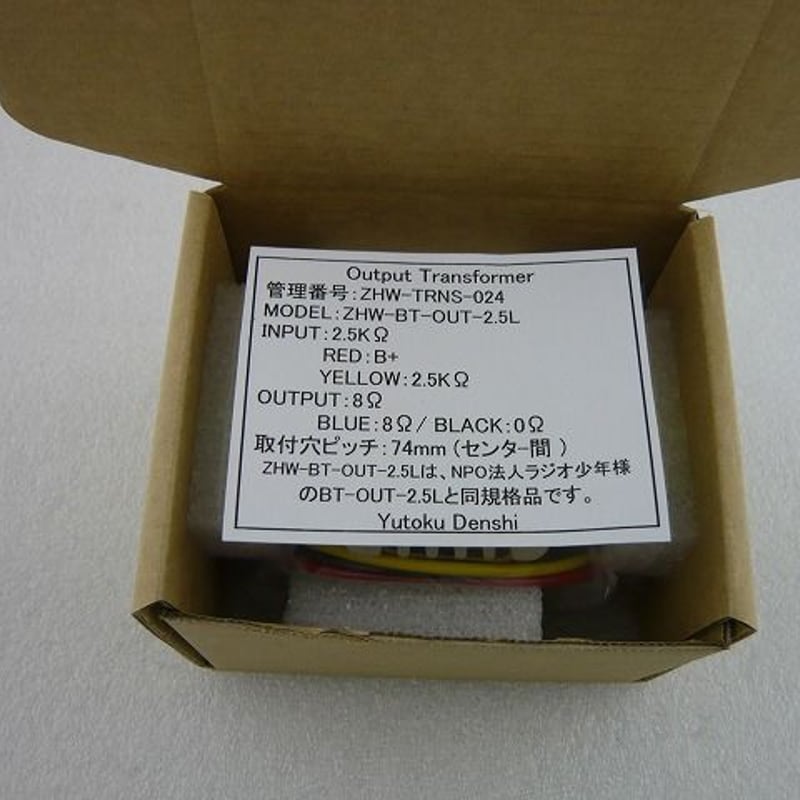 Output Transformer
管理番号:ZHW-TRNS-024
MODEL:ZHW-BT-OUT-2.5L
INPUT:2.5KΩ
RED:B+
YELLOW:2.5KΩ
OUTPUT:8Ω
BLUE:8Ω/ BLACK:0Ω
取付穴ピッチ:74mm(センター間 )
ZHW-BT-OUT-2.5Lは、NPO法人ラジオ少年様
のBT-OUT-2.5Lと同規格品です。
Yutoku Denshi